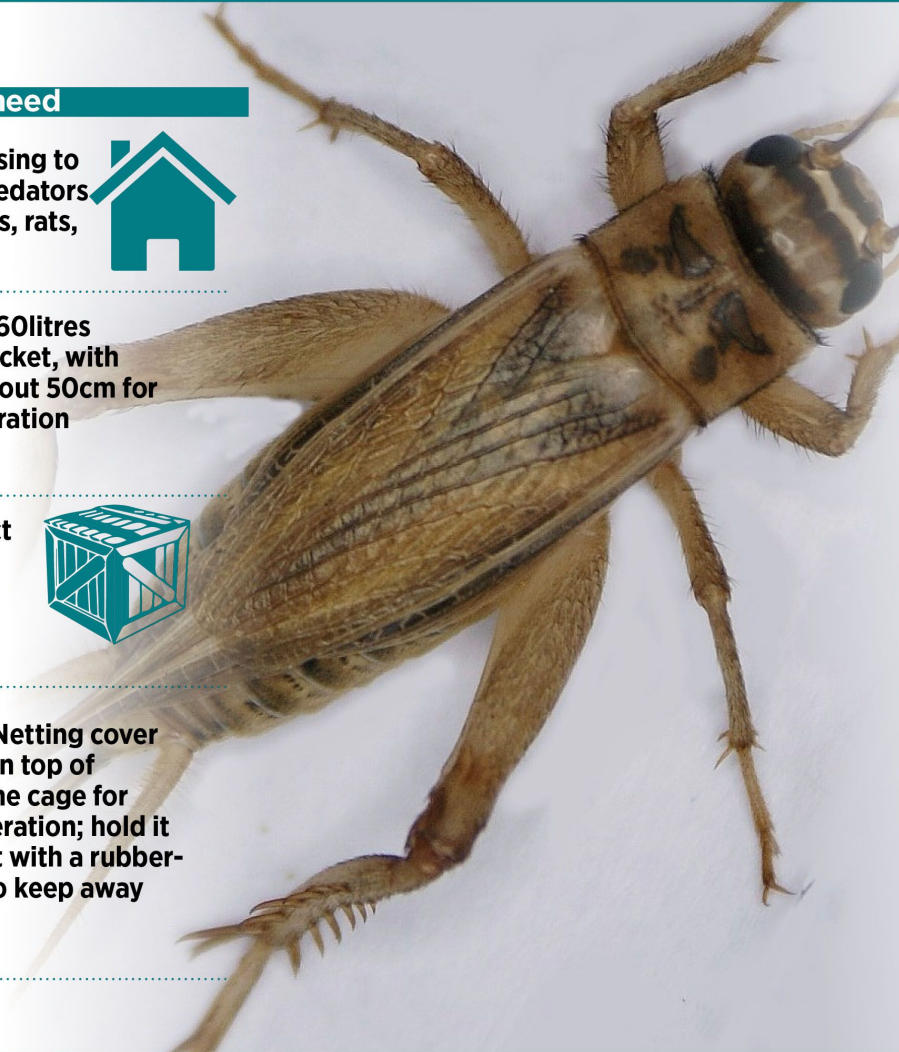 need
sing to
edators
s, rats,
60litres
cket, with
out 50cm for
ration
t
Netting cover
n top of
he cage for
eration; hold it
t with a rubber-
o keep away